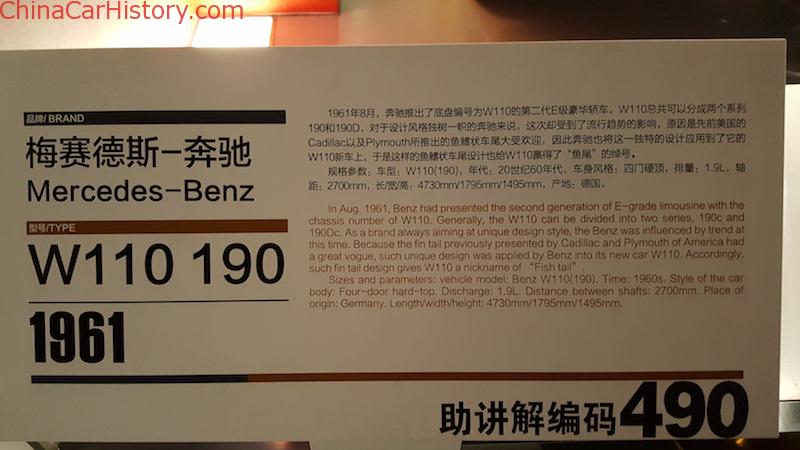 ChinaCarHistory.com
品牌/ BRAND
梅赛德斯-奔驰
Mercedes-Benz
型号/TYPE
W110 190
1961
1961年8月，奔驰推出了底盘编号为W110的第二代E级豪华轿车。W110总共可以分成两个系列
190和190D，对于设计风格独树一帜的奔驰来说，这次却受到了流行趋势的影响，原因是先前美国的
Cadillac以及Plymouth所推出的鱼鳍状车尾大受欢迎，因此奔驰也将这一独特的设计应用到了它的
W110新车上，于是这样的鱼鳍状车尾设计也给W110赢得了“鱼尾”的绰号。
规格参数：车型：W110(190)，年代：20世纪60年代，车身风格：四门硬顶，排量：1.9L，轴
距：2700mm，长/宽/高：4730mm/1795mm/1495mm，产地：德国。
In Aug. 1961, Benz had presented the second generation of E-grade limousine with the
chassis number of W110. Generally, the W110 can be divided into two series, 190c and
190Dc. As a brand always aiming at unique design style, the Benz was influenced by trend at
this time. Because the fin tail previously presented by Cadillac and Plymouth of America had
a great vogue, such unique design was applied by Benz into its new car W110. Accordingly,
such fin tail design gives W110 a nickname of “Fish tail”.
Sizes and parameters: vehicle model: Benz W110(190). Time: 1960s. Style of the car
body: Four-door hard-top. Discharge: 1.9L. Distance between shafts: 2700mm. Place of
origin: Germany. Length/width/height: 4730mm/1795mm/1495mm.
助讲解编码490